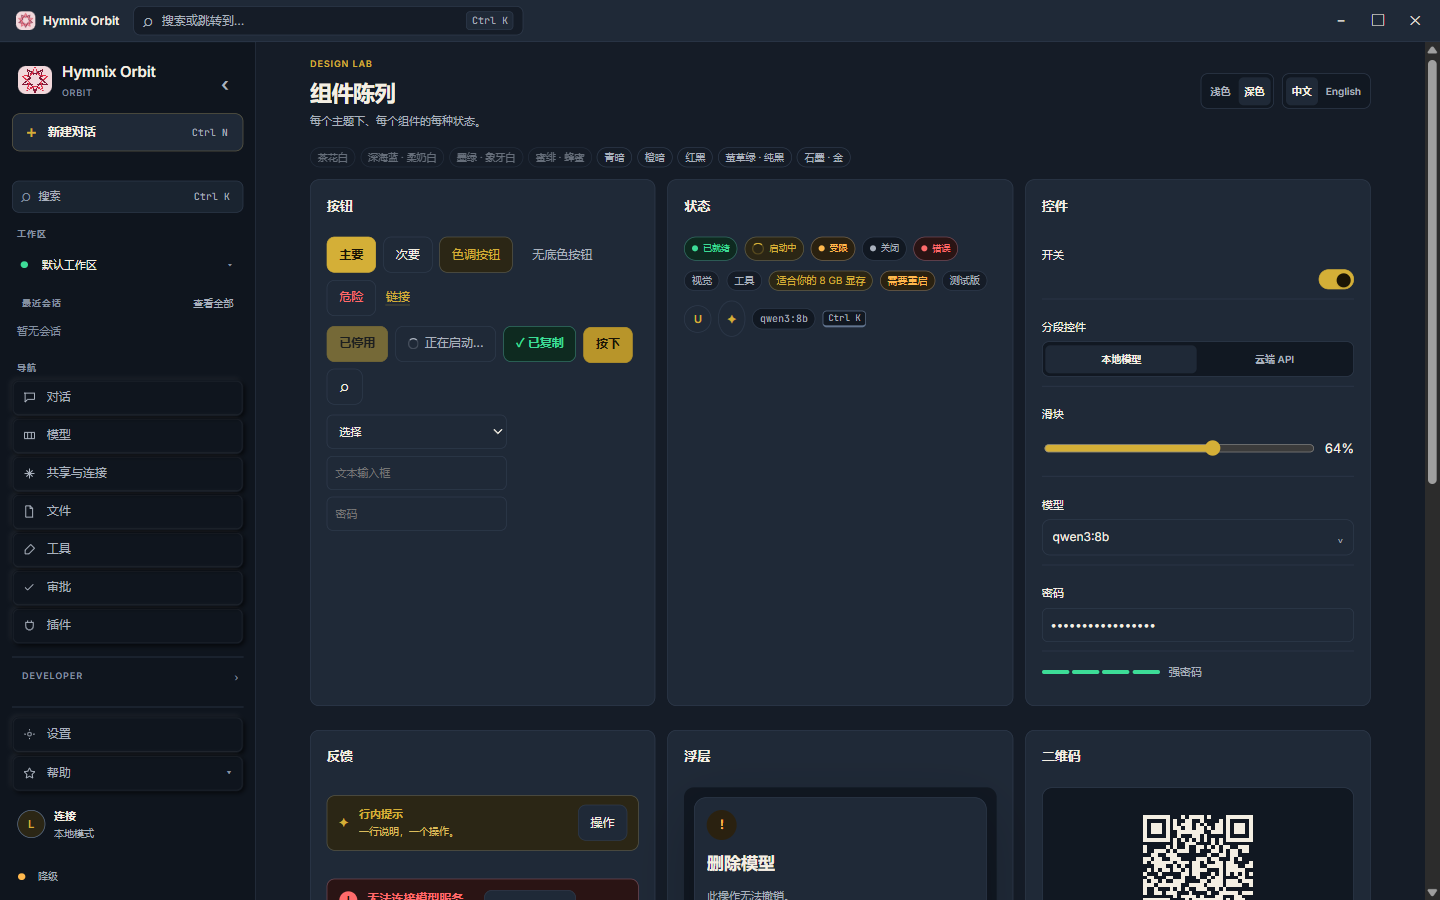 Hymnix Orbit
搜索或跳转到... Ctrl K
Hymnix Orbit
ORBIT
新建对话 Ctrl N
搜索 Ctrl K
工作区
默认工作区
最近会话 查看全部
暂无会话
导航
对话
模型
共享与连接
文件
工具
审批
插件
DEVELOPER
设置
帮助
L 连接
本地模式
降级
DESIGN LAB
组件陈列
每个主题下、每个组件的每种状态。
浅色 深色 中文 English
茶花白 深海蓝 · 柔奶白 墨绿 · 象牙白 蜜绯 · 蜂蜜 青暗 橙暗 红黑 萤草绿 · 纯黑 石墨 · 金
按钮
主要 次要 色调按钮 无底色按钮
危险 链接
已停用 正在启动... ✓ 已复制 按下
选择
文本输入框
密码
状态
已就绪 启动中 受限 关闭 错误
视觉 工具 适合你的 8 GB 显存 需要重启 测试版
U qwen3:8b Ctrl K
控件
开关
分段控件
本地模型 云端 API
滑块
64%
模型
qwen3:8b
密码
•••••••••••••••••
强密码
反馈
行内提示
一行说明，一个操作。
操作
无法连接模型服务
浮层
!
删除模型
此操作无法撤销。
二维码